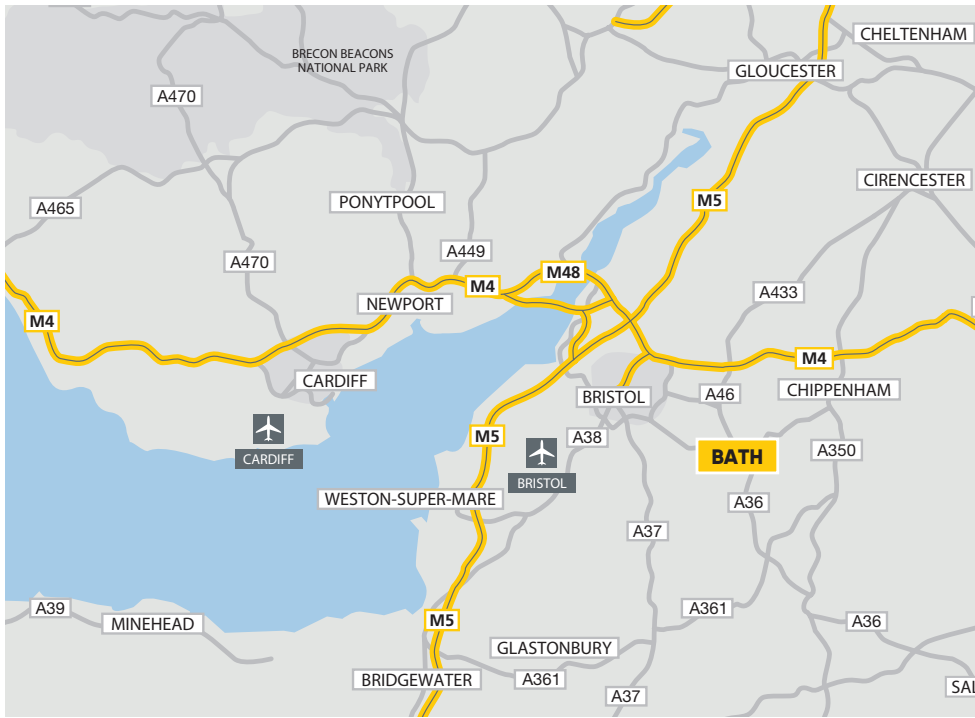 CHELTENHAM
BRECON BEACONS
NATIONAL PARK
GLOUCESTER
A470
CIRENCESTER
M5
PONYTPOOL
A465
A449
A470
M48
M4
A433
NEWPORT
M4
M4
CARDIFF
CHIPPENHAM
A46
BRISTOL
M5
A38
A350
BATH
CARDIFF
BRISTOL
WESTON-SUPER-MARE
A36
A37
A39
A361
M5
MINEHEAD
A36
GLASTONBURY
BRIDGEWATER
A361
SAL
A37